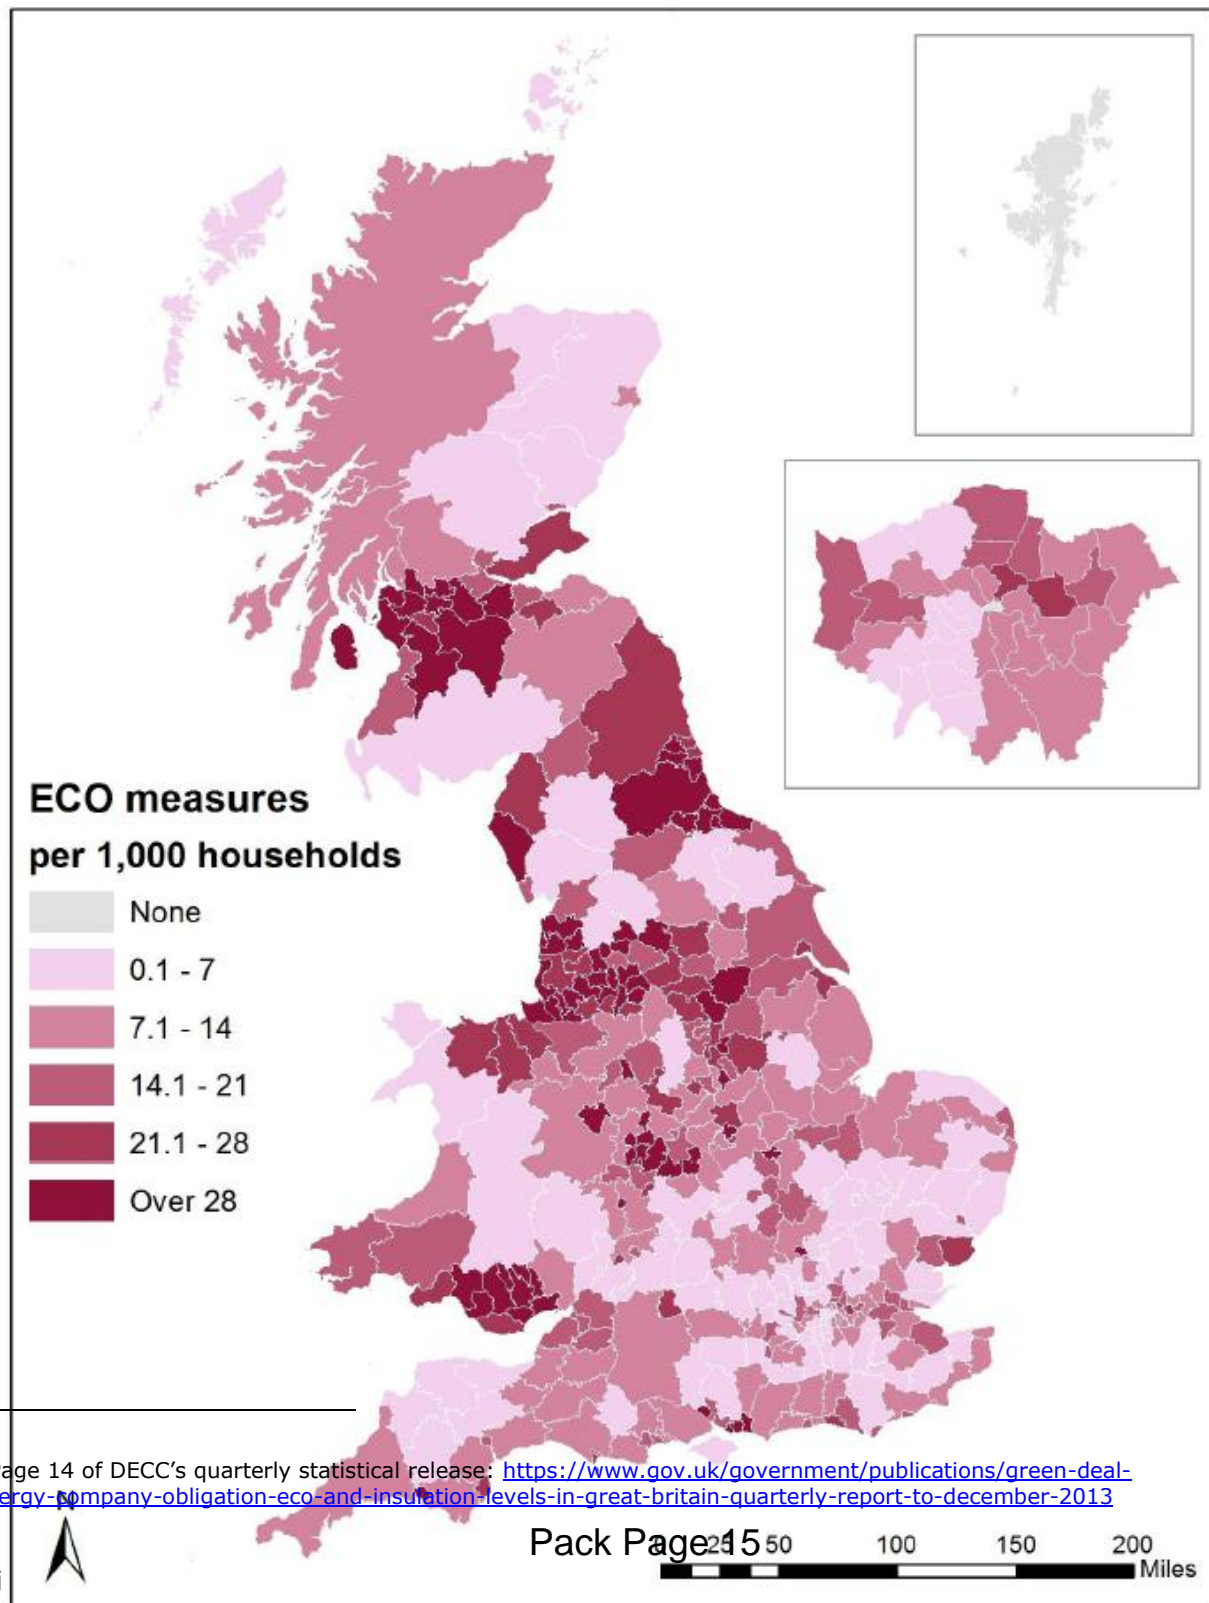 ECO measures
per 1,000 households
None
0.1 - 7
7.1 - 14
14.1 - 21
21.1 - 28
Over 28
age 14 of DECC's quarterly statistical release: https://www.gov.uk/government/publications/green-deal-
ergy-company-obligation-eco-and-insulation-levels-in-great-britain-quarterly-report-to-december-2013
N
Pack Page 15
25 50 100 150 200
Miles